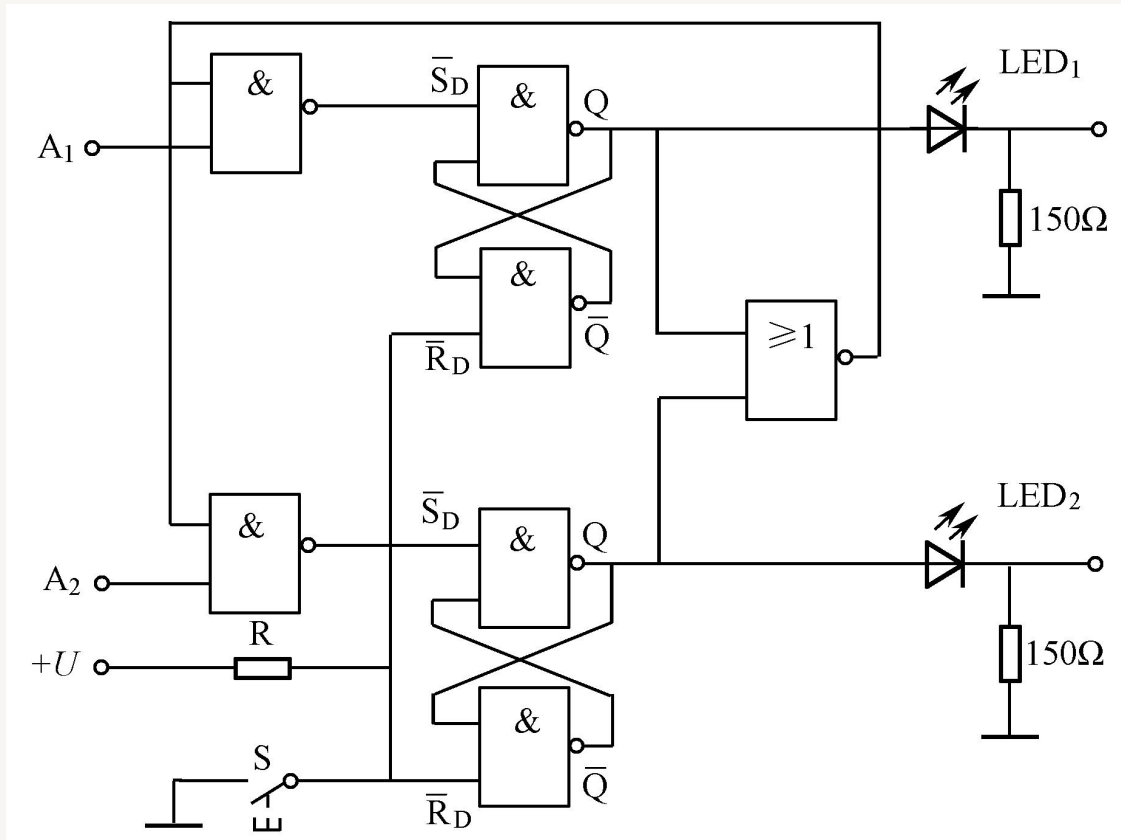 LED₁
&
S̅D
&
Q
A₁
150Ω
&
≥1
R̅D
Q̅
LED₂
&
S̅D
&
Q
A₂
R
150Ω
+U
&
S
R̅D
Q̅